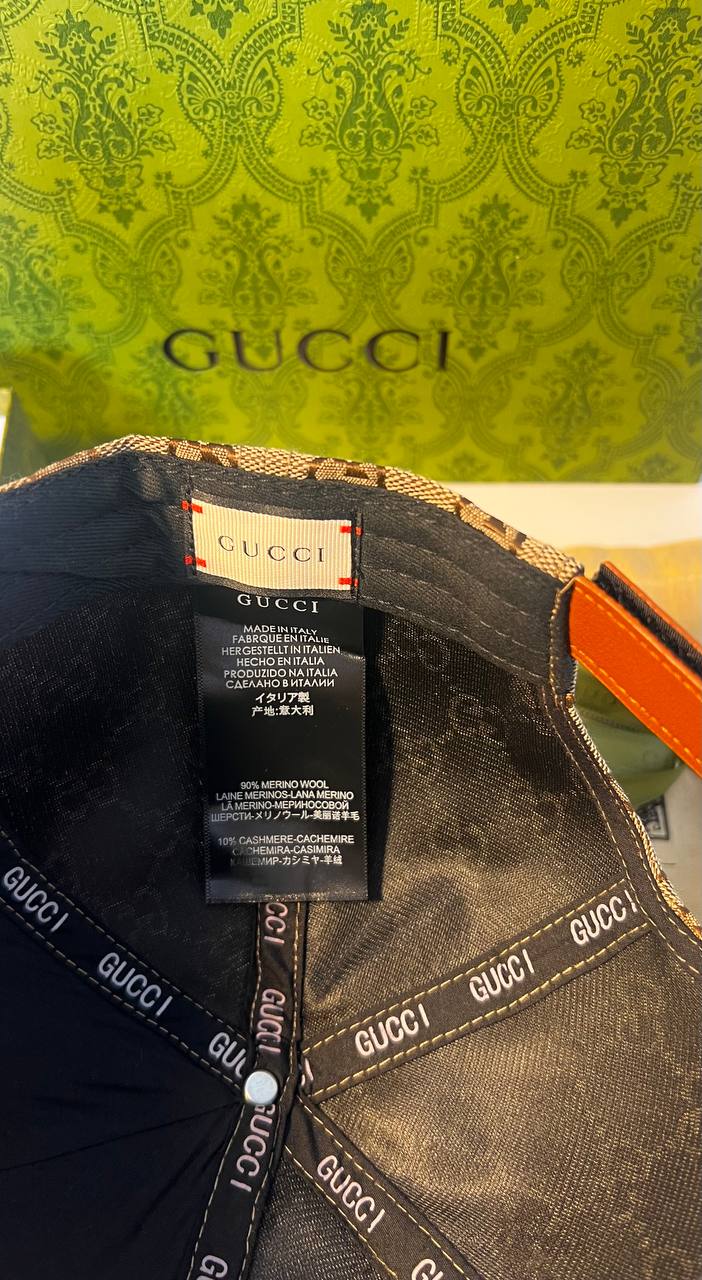 GUCCI
GUCCI
GUCCI
MADE IN ITALY
FABRIQUE EN ITALIE
HERGESTELLT IN ITALIEN
HECHO EN ITALIA
PRODUZIDO NA ITALIA
СДЕЛАНО В ИТАЛИИ
イタリア製
产地:意大利
90% MERINO WOOL
LAINE MERINOS-LANA MERINO
LÃ MERINO-МЕРИНОСОВОЙ
ШЕРСТИ-メリノウール-美丽诺羊毛
10% CASHMERE-CACHEMIRE
CACHEMIRA-CASIMIRA
КАШЕМИР-カシミヤ-羊绒
GUCCI
GUCCI
GUCCI
GUCCI
GUCCI
GUCCI
GUCCI
GUCCI
GUCCI